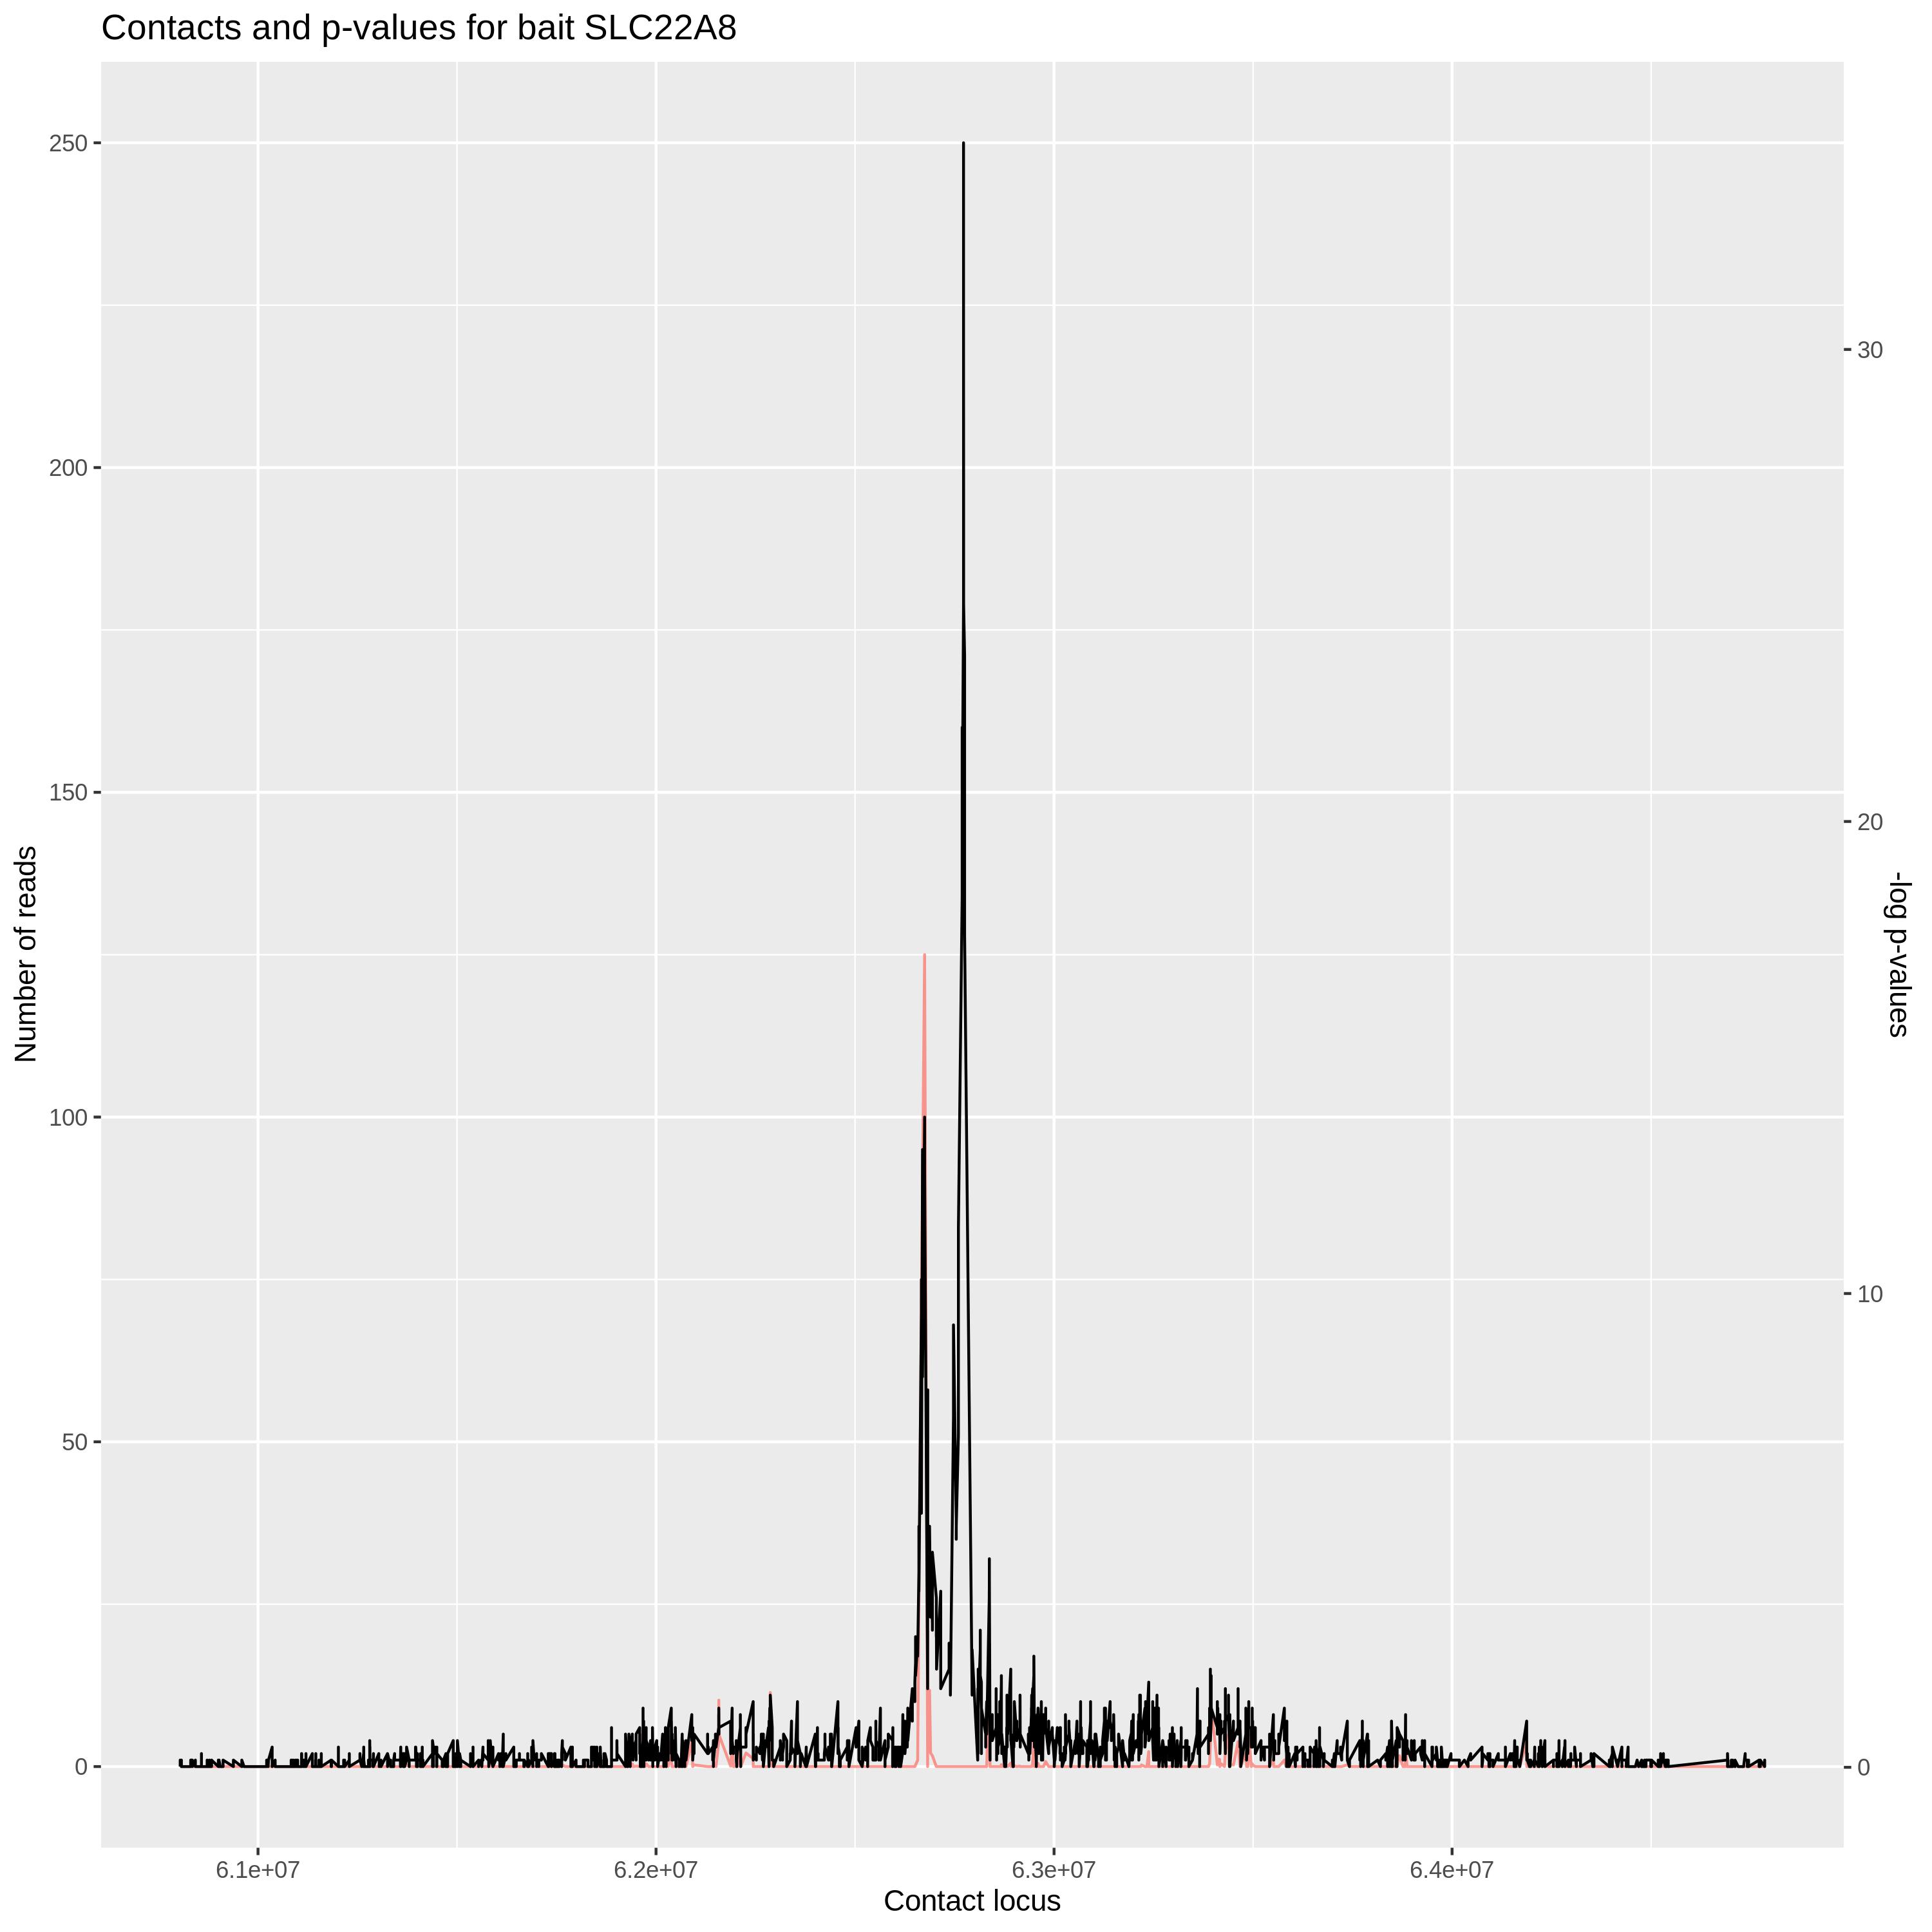 Contacts and p-values for bait SLC22A8
250
200
150
100
50
0
Number of reads
30
20
10
0
-log p-values
6.1e+07 6.2e+07 6.3e+07 6.4e+07
Contact locus